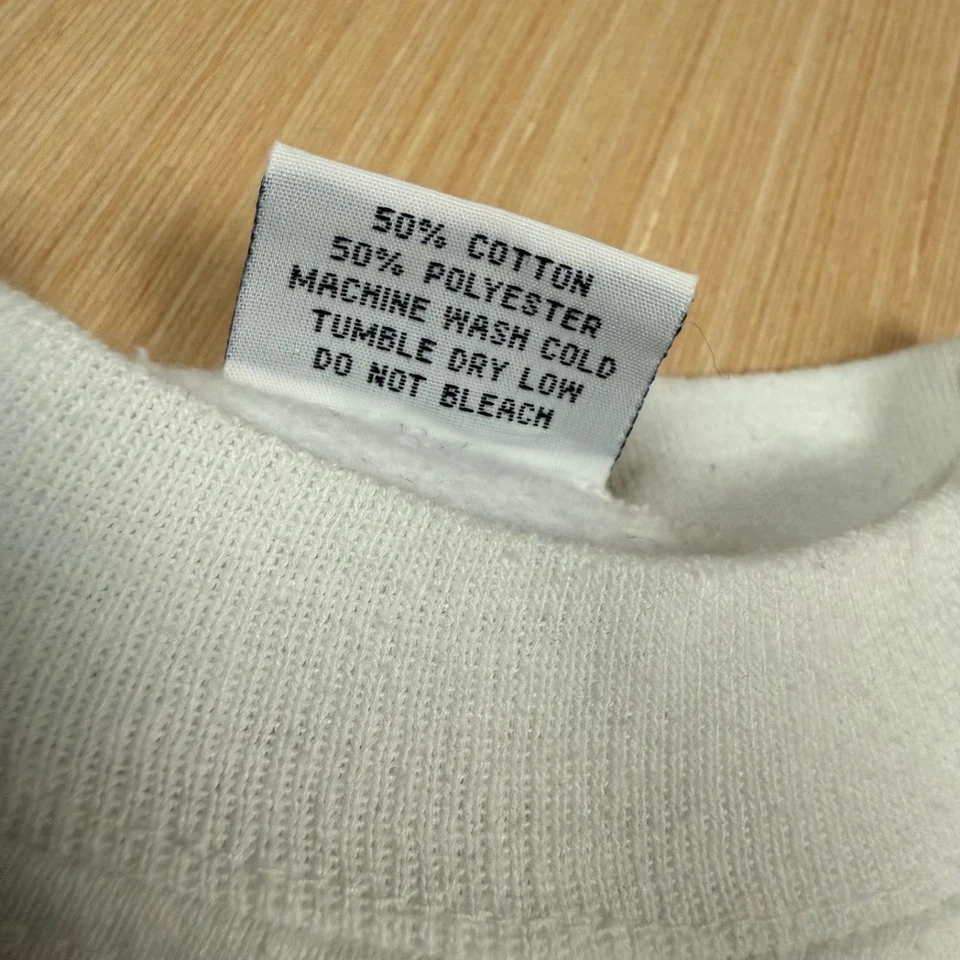 50% COTTON
50% POLYESTER
MACHINE WASH COLD
TUMBLE DRY LOW
DO NOT BLEACH